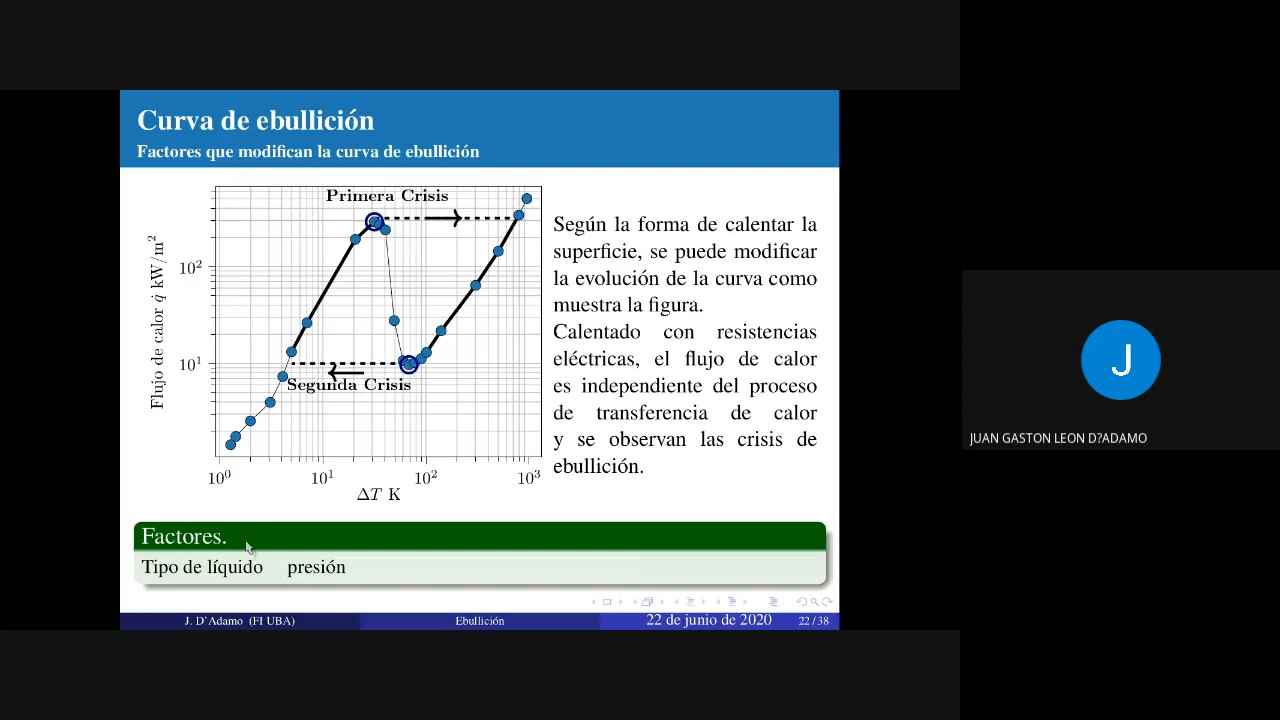 Curva de ebullición
Factores que modifican la curva de ebullición
Primera Crisis
Segunda Crisis
Flujo de calor q̇ kW/m²
10²
10¹
10⁰ 10¹ 10² 10³
ΔT K
Según la forma de calentar la
superficie, se puede modificar
la evolución de la curva como
muestra la figura.
Calentado con resistencias
eléctricas, el flujo de calor
es independiente del proceso
de transferencia de calor
y se observan las crisis de
ebullición.
Factores.
Tipo de líquido presión
J. D'Adamo (FI UBA) Ebullición 22 de junio de 2020 22 / 38
J
JUAN GASTON LEON D?ADAMO